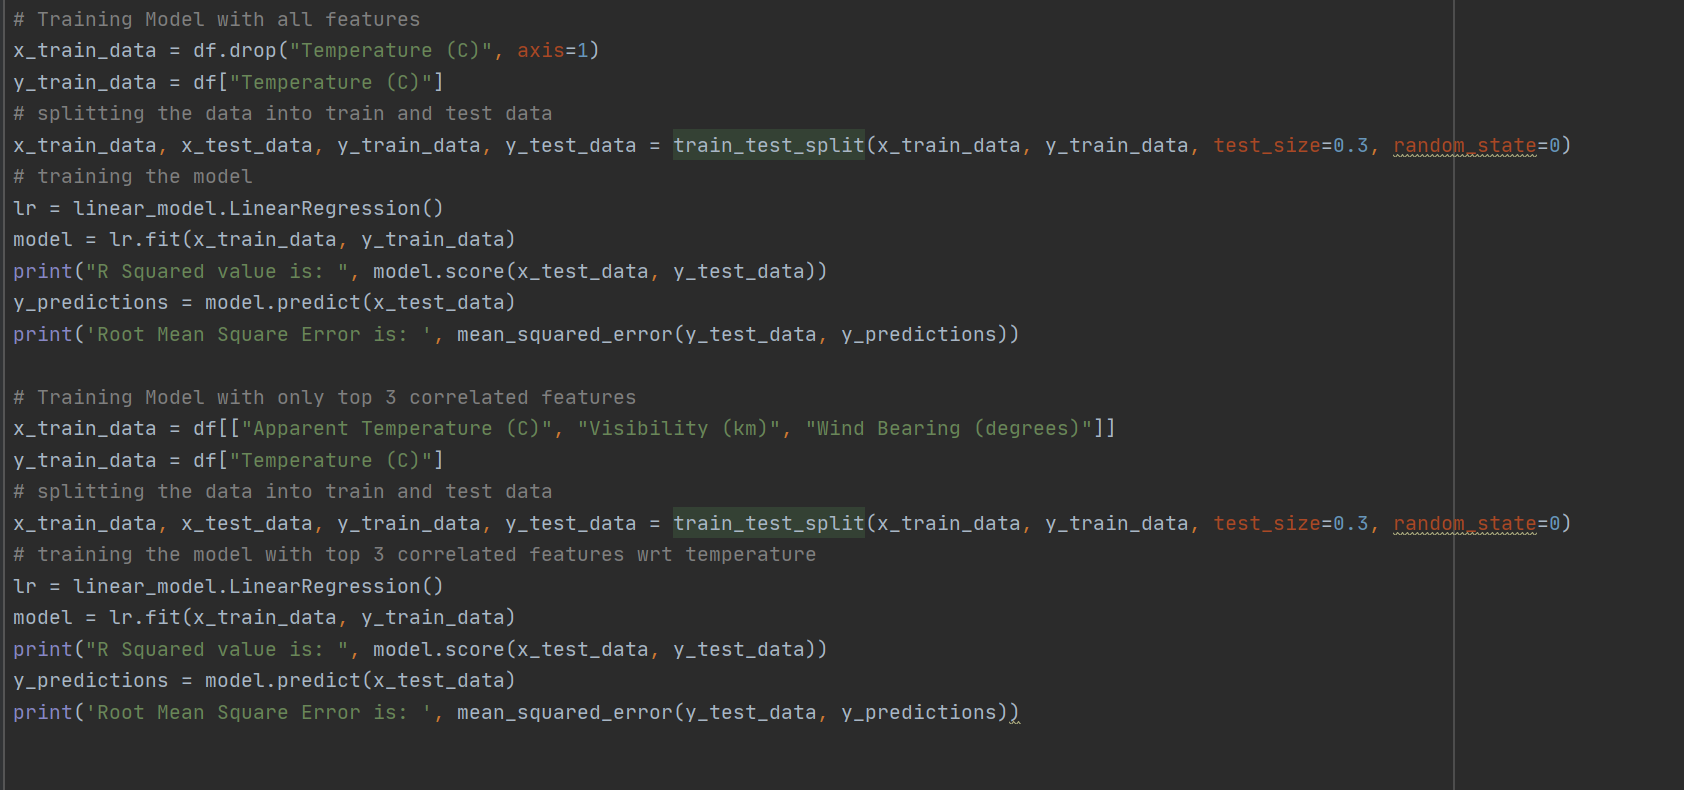 # Training Model with all features
x_train_data = df.drop("Temperature (C)", axis=1)
y_train_data = df["Temperature (C)"]
# splitting the data into train and test data
x_train_data, x_test_data, y_train_data, y_test_data = train_test_split(x_train_data, y_train_data, test_size=0.3, random_state=0)
# training the model
lr = linear_model.LinearRegression()
model = lr.fit(x_train_data, y_train_data)
print("R Squared value is: ", model.score(x_test_data, y_test_data))
y_predictions = model.predict(x_test_data)
print('Root Mean Square Error is: ', mean_squared_error(y_test_data, y_predictions))
# Training Model with only top 3 correlated features
x_train_data = df[["Apparent Temperature (C)", "Visibility (km)", "Wind Bearing (degrees)"]]
y_train_data = df["Temperature (C)"]
# splitting the data into train and test data
x_train_data, x_test_data, y_train_data, y_test_data = train_test_split(x_train_data, y_train_data, test_size=0.3, random_state=0)
# training the model with top 3 correlated features wrt temperature
lr = linear_model.LinearRegression()
model = lr.fit(x_train_data, y_train_data)
print("R Squared value is: ", model.score(x_test_data, y_test_data))
y_predictions = model.predict(x_test_data)
print('Root Mean Square Error is: ', mean_squared_error(y_test_data, y_predictions))